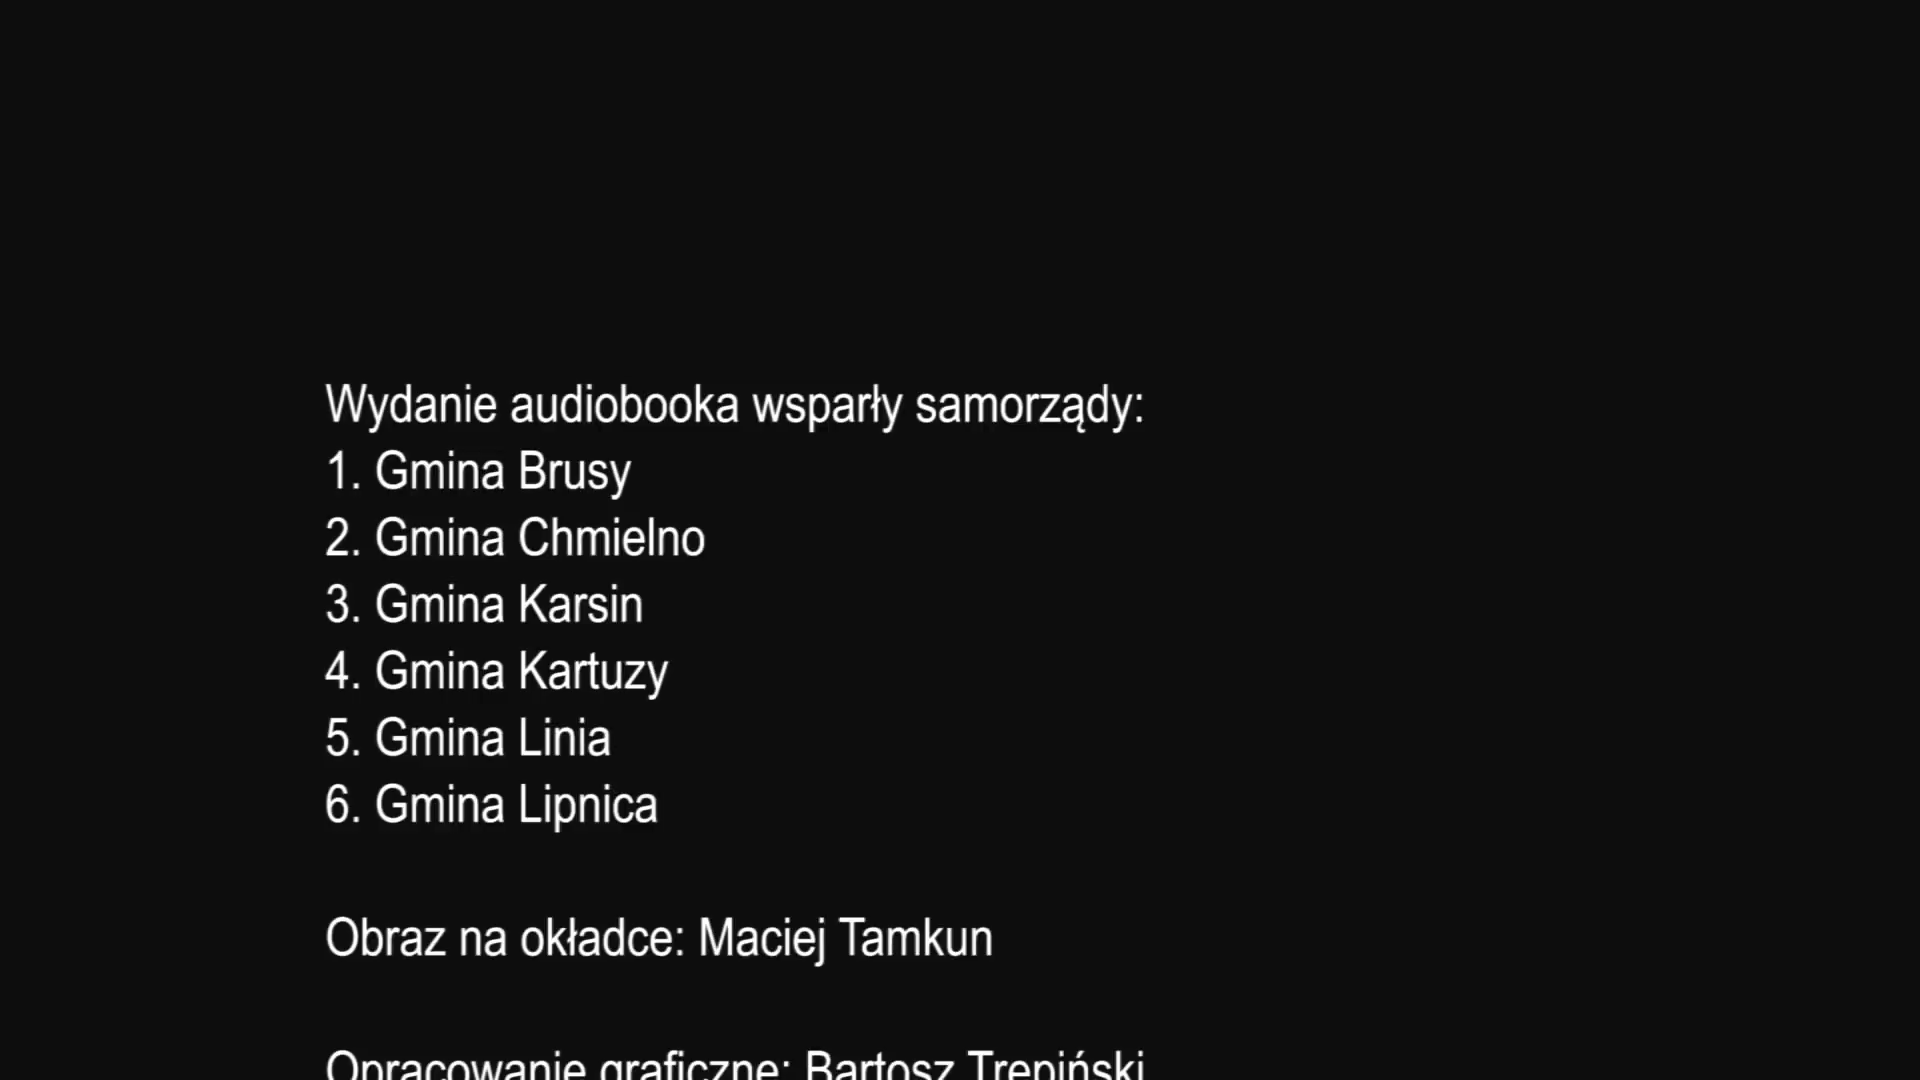 Wydanie audiobooka wsparły samorządy:
1. Gmina Brusy
2. Gmina Chmielno
3. Gmina Karsin
4. Gmina Kartuzy
5. Gmina Linia
6. Gmina Lipnica
Obraz na okładce: Maciej Tamkun
Opracowanie graficzne: Bartosz Trepiński